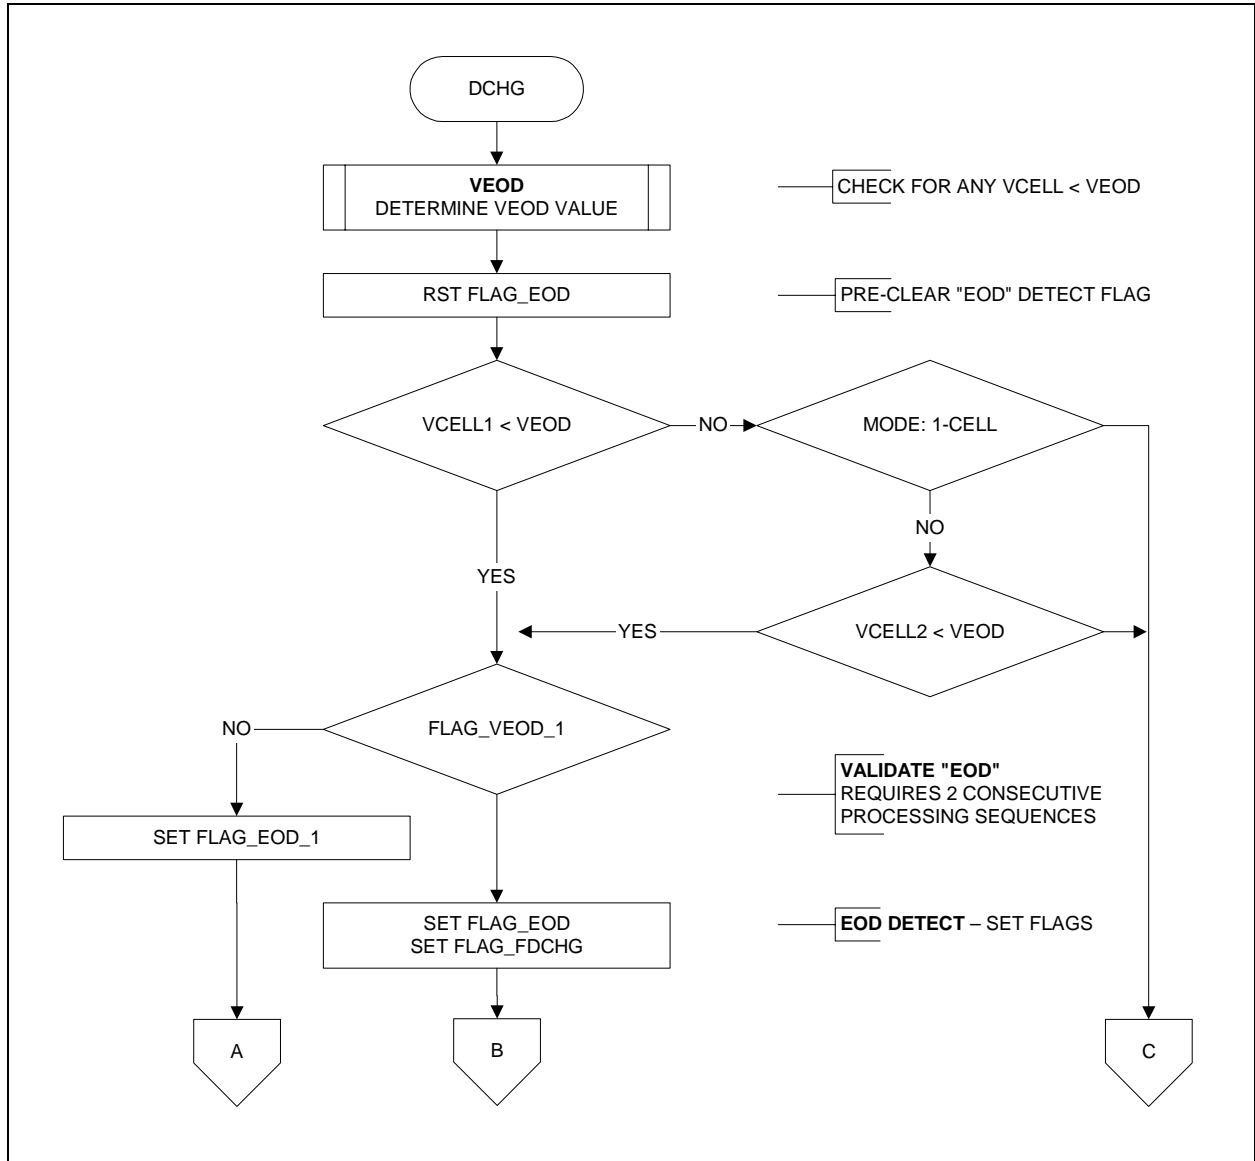 DCHG
VEOD
DETERMINE VEOD VALUE
CHECK FOR ANY VCELL < VEOD
RST FLAG_EOD
PRE-CLEAR "EOD" DETECT FLAG
VCELL1 < VEOD
NO
MODE: 1-CELL
NO
YES
YES
VCELL2 < VEOD
NO
FLAG_VEOD_1
VALIDATE "EOD"
REQUIRES 2 CONSECUTIVE
PROCESSING SEQUENCES
SET FLAG_EOD_1
SET FLAG_EOD
SET FLAG_FDCHG
EOD DETECT – SET FLAGS
A
B
C